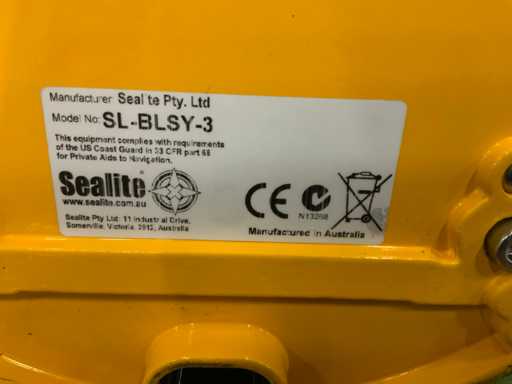 Manufacturer Sealite Pty. Ltd
Model No: SL-BLSY-3
This equipment complies with requirements
of the US Coast Guard in 33 CFR part 66
for Private Aids to Navigation.
Sealite®
www.sealite.com.au
CE
N13268
Sealite Pty Ltd: 11 Industrial Drive,
Somerville, Victoria, 3912, Australia
Manufactured in Australia